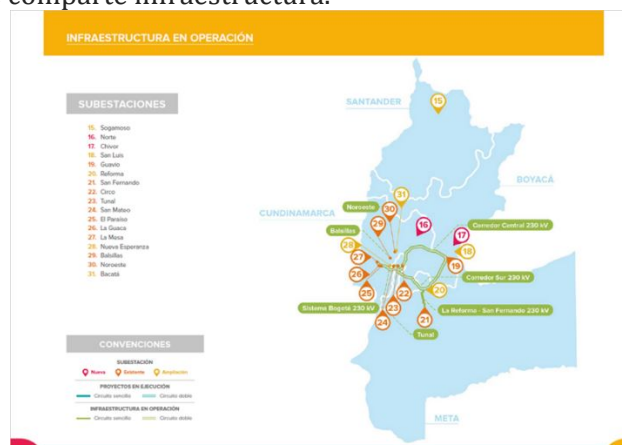 comparte infraestructura.
INFRAESTRUCTURA EN OPERACIÓN
SUBESTACIONES
15. Sogamoso
16. Norte
17. Chivor
18. San Luis
19. Guavio
20. Reforma
21. San Fernando
22. Circo
23. Tunal
24. San Mateo
25. El Paraíso
26. La Guaca
27. La Mesa
28. Nueva Esperanza
29. Balsillas
30. Noroeste
31. Bacatá
SANTANDER
15
BOYACÁ
CUNDINAMARCA
31
Noroeste
30
16
Corredor Central 230 kV
29
17
Balsillas
28
18
27
19
26
Corredor Sur 230 kV
20
25
22
Sistema Bogotá 230 kV
23
La Reforma - San Fernando 230 kV
24
21
Tunal
META
CONVENCIONES
SUBESTACIÓN
Nueva Existente Ampliación
PROYECTOS EN EJECUCIÓN
Circuito sencillo Circuito doble
INFRAESTRUCTURA EN OPERACIÓN
Circuito sencillo Circuito doble